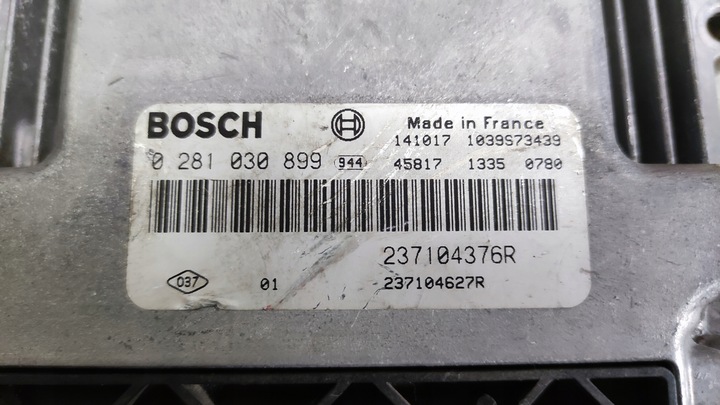 BOSCH Made in France
141017 1039S73439
0 281 030 899 944 45817 1335 0780
237104376R
037 01 237104627R